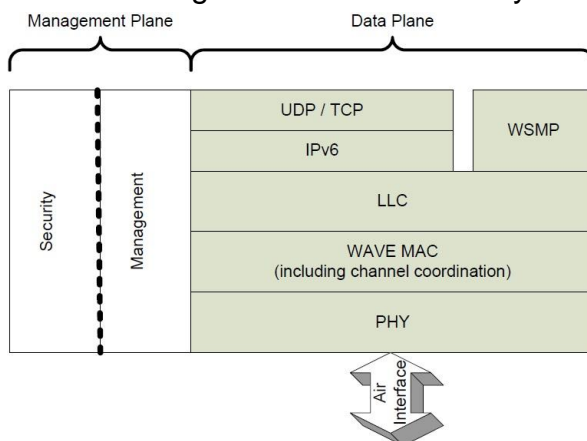 Management Plane
Data Plane
UDP / TCP
WSMP
IPv6
Security
Management
LLC
WAVE MAC
(including channel coordination)
PHY
Air
Interface